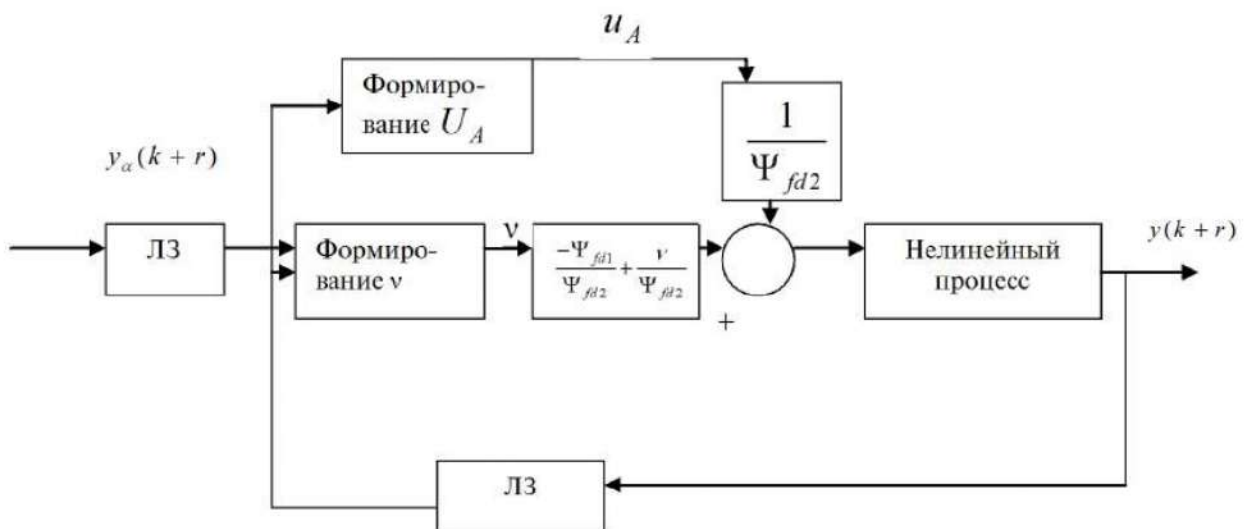 u_A
Формиро-
вание U_A
1
Ψ_fd2
y_α(k + r)
ЛЗ
Формиро-
вание ν
ν
-Ψ_fd1 / Ψ_fd2 + ν / Ψ_fd2
+
Нелинейный
процесс
y(k + r)
ЛЗ